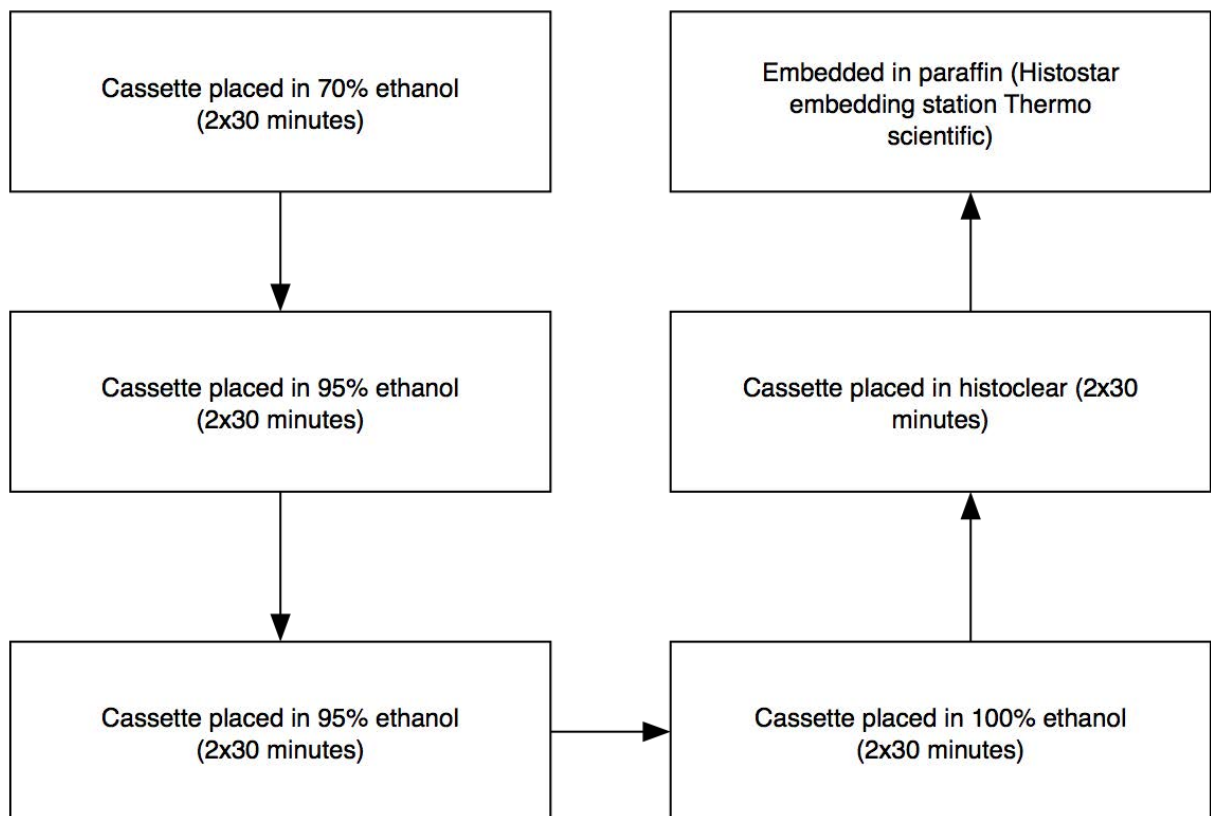 Cassette placed in 70% ethanol
(2x30 minutes)
Cassette placed in 95% ethanol
(2x30 minutes)
Cassette placed in 95% ethanol
(2x30 minutes)
Cassette placed in 100% ethanol
(2x30 minutes)
Cassette placed in histoclear (2x30
minutes)
Embedded in paraffin (Histostar
embedding station Thermo
scientific)